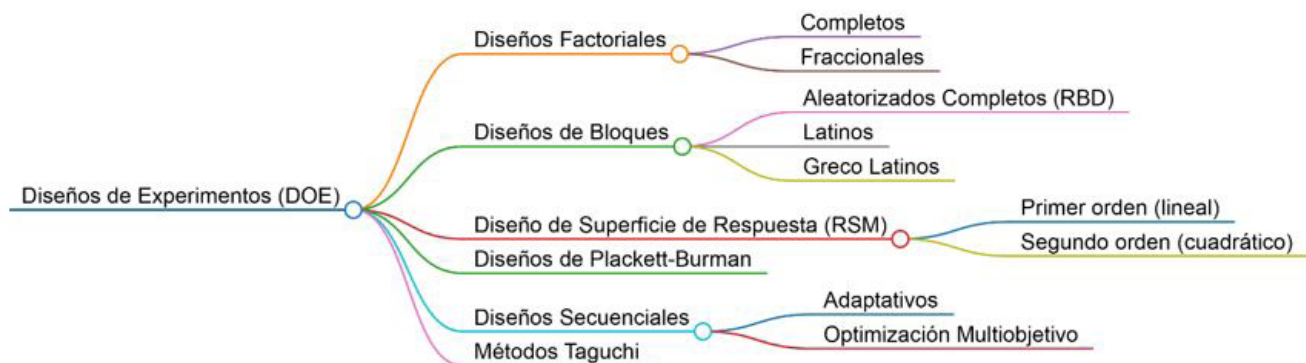 Diseños de Experimentos (DOE)
Diseños Factoriales
Completos
Fraccionales
Diseños de Bloques
Aleatorizados Completos (RBD)
Latinos
Greco Latinos
Diseño de Superficie de Respuesta (RSM)
Primer orden (lineal)
Segundo orden (cuadrático)
Diseños de Plackett-Burman
Diseños Secuenciales
Adaptativos
Optimización Multiobjetivo
Métodos Taguchi